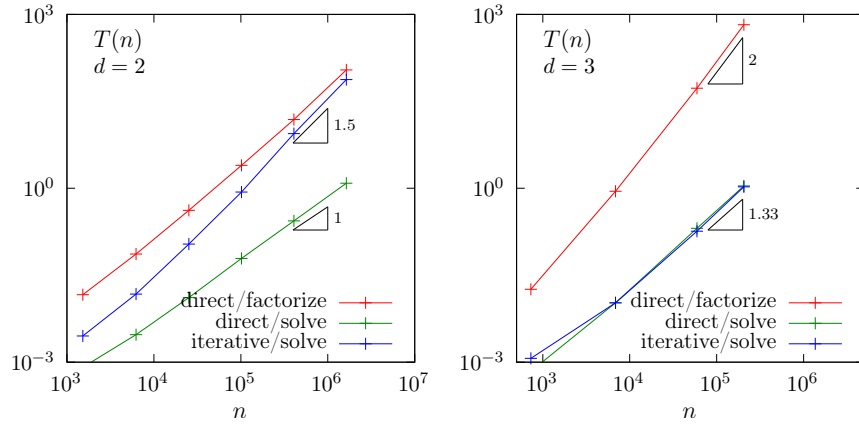 10^3
10^0
10^-3
T(n)
d = 2
1.5
1
direct/factorize
direct/solve
iterative/solve
10^3 10^4 10^5 10^6 10^7
n
10^3
10^0
10^-3
T(n)
d = 3
2
1.33
direct/factorize
direct/solve
iterative/solve
10^3 10^4 10^5 10^6
n